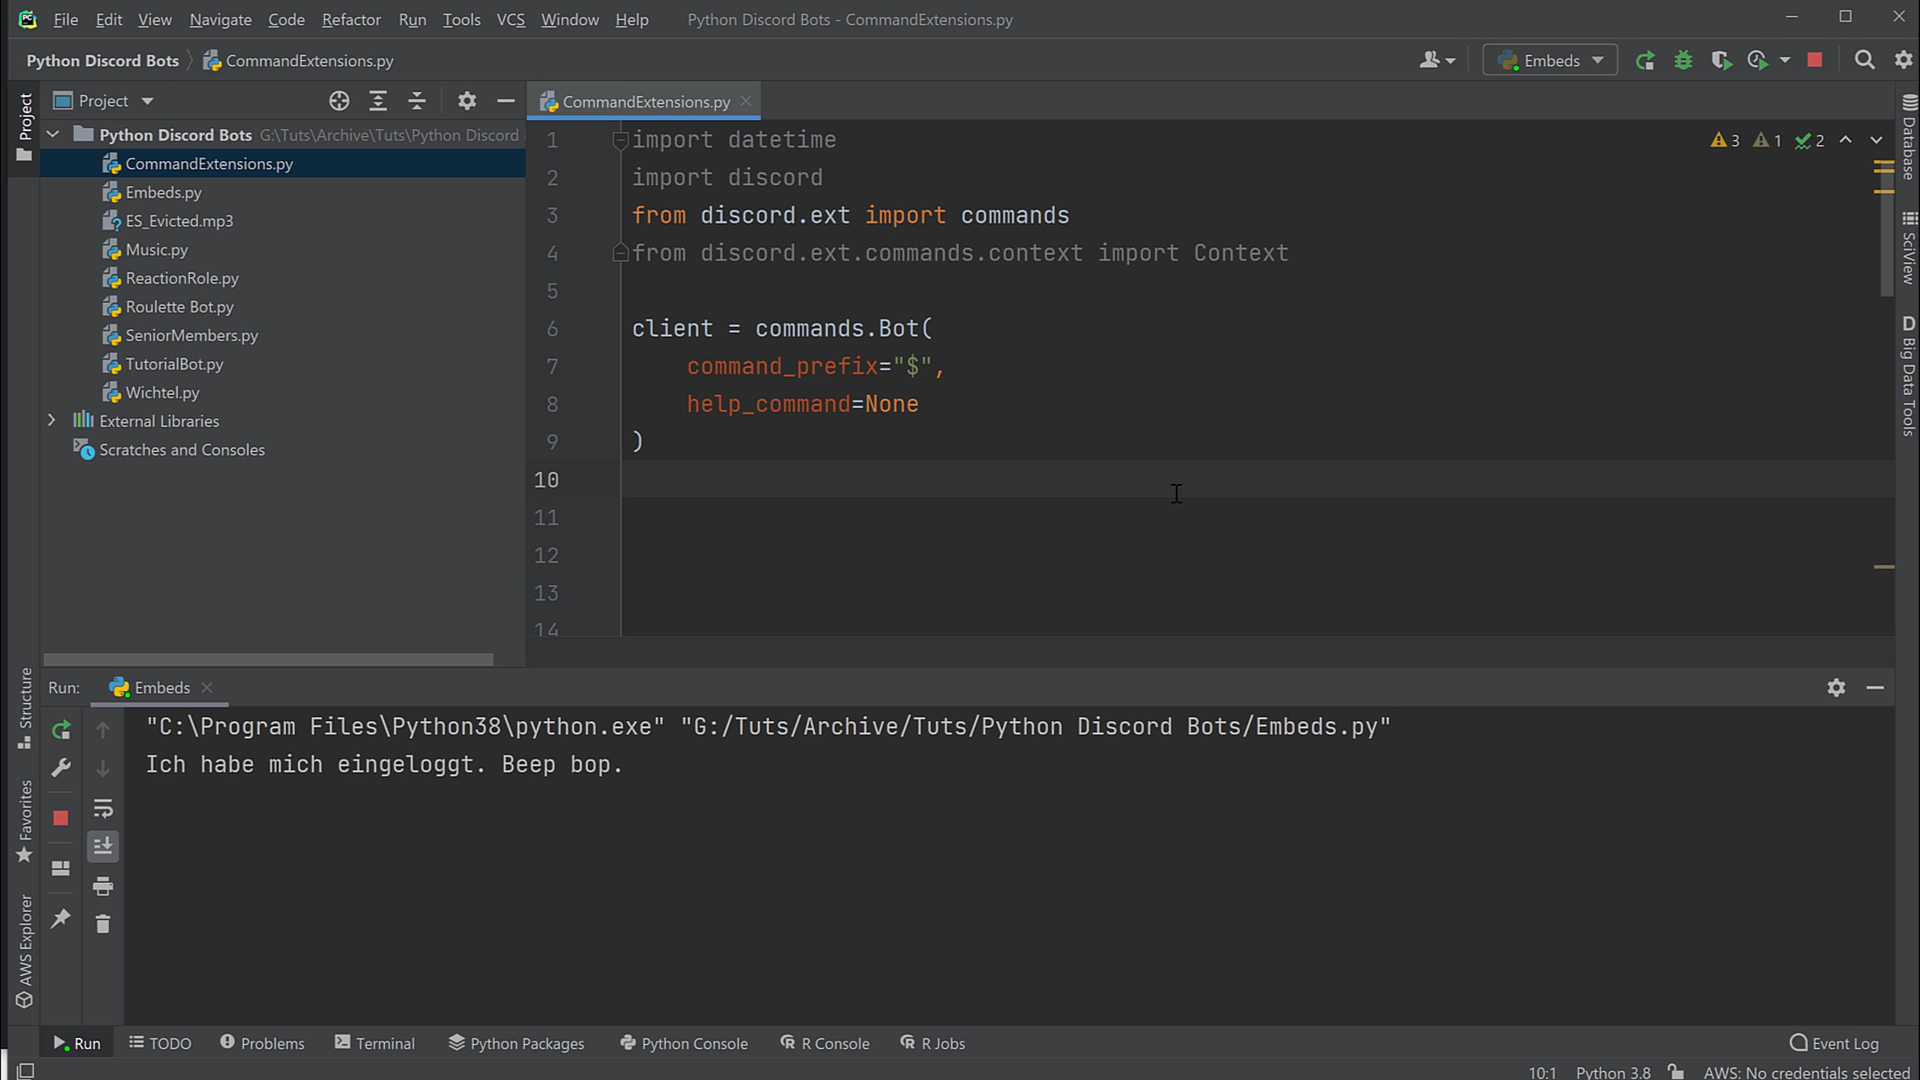 PC File Edit View Navigate Code Refactor Run Tools VCS Window Help Python Discord Bots - CommandExtensions.py
Python Discord Bots CommandExtensions.py Embeds
Project
Project
CommandExtensions.py
Python Discord Bots G:\Tuts\Archive\Tuts\Python Discord
CommandExtensions.py
Embeds.py
ES_Evicted.mp3
Music.py
ReactionRole.py
Roulette Bot.py
SeniorMembers.py
TutorialBot.py
Wichtel.py
External Libraries
Scratches and Consoles
1 import datetime
2 import discord
3 from discord.ext import commands
4 from discord.ext.commands.context import Context
5
6 client = commands.Bot(
7 command_prefix="$",
8 help_command=None
9 )
10
11
12
13
14
3 1 2
Database
SciView
D Big Data Tools
Structure
Favorites
AWS Explorer
Run: Embeds
"C:\Program Files\Python38\python.exe" "G:/Tuts/Archive/Tuts/Python Discord Bots/Embeds.py"
Ich habe mich eingeloggt. Beep bop.
Run TODO Problems Terminal Python Packages Python Console R Console R Jobs Event Log
10:1 Python 3.8 AWS: No credentials selected